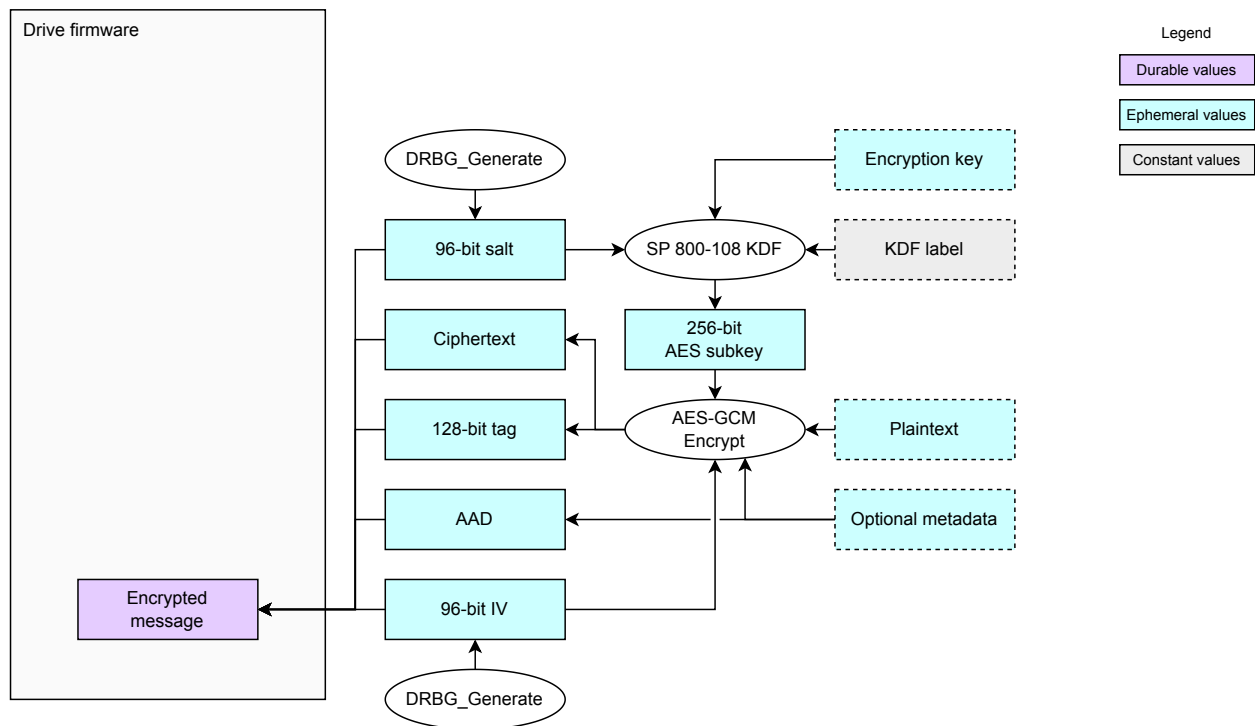 Drive firmware
Legend
Durable values
Ephemeral values
Constant values
DRBG_Generate
Encryption key
96-bit salt
SP 800-108 KDF
KDF label
Ciphertext
256-bit
AES subkey
128-bit tag
AES-GCM
Encrypt
Plaintext
AAD
Optional metadata
Encrypted
message
96-bit IV
DRBG_Generate